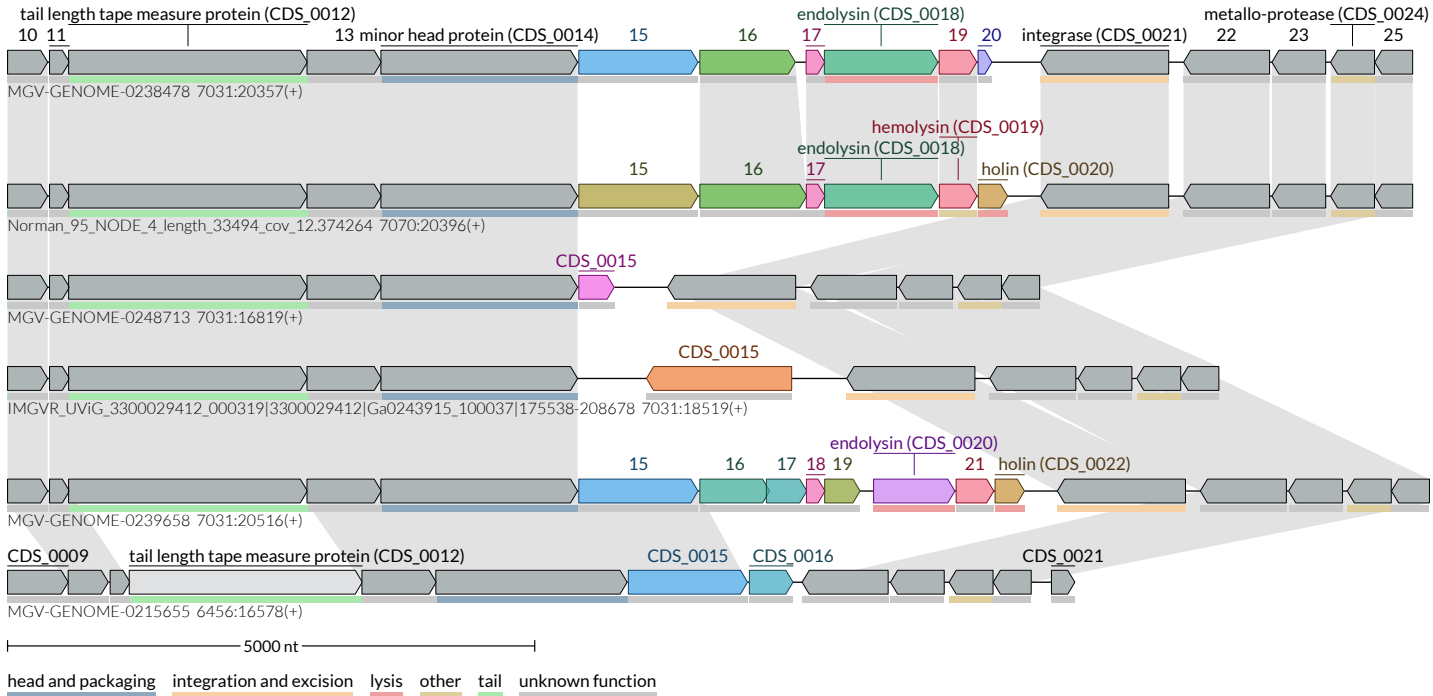 tail length tape measure protein (CDS_0012) endolysin (CDS_0018) metallo-protease (CDS_0024)
10 11 13 minor head protein (CDS_0014) 15 16 17 19 20 integrase (CDS_0021) 22 23 25
MGV-GENOME-0238478 7031:20357(+)
hemolysin (CDS_0019)
endolysin (CDS_0018)
15 16 17 holin (CDS_0020)
Norman_95_NODE_4_length_33494_cov_12.374264 7070:20396(+)
CDS_0015
MGV-GENOME-0248713 7031:16819(+)
CDS_0015
IMGVR_UViG_3300029412_000319|3300029412|Ga0243915_100037|175538-208678 7031:18519(+)
endolysin (CDS_0020)
15 16 17 18 19 21 holin (CDS_0022)
MGV-GENOME-0239658 7031:20516(+)
CDS_0009 tail length tape measure protein (CDS_0012) CDS_0015 CDS_0016 CDS_0021
MGV-GENOME-0215655 6456:16578(+)
5000 nt
head and packaging integration and excision lysis other tail unknown function